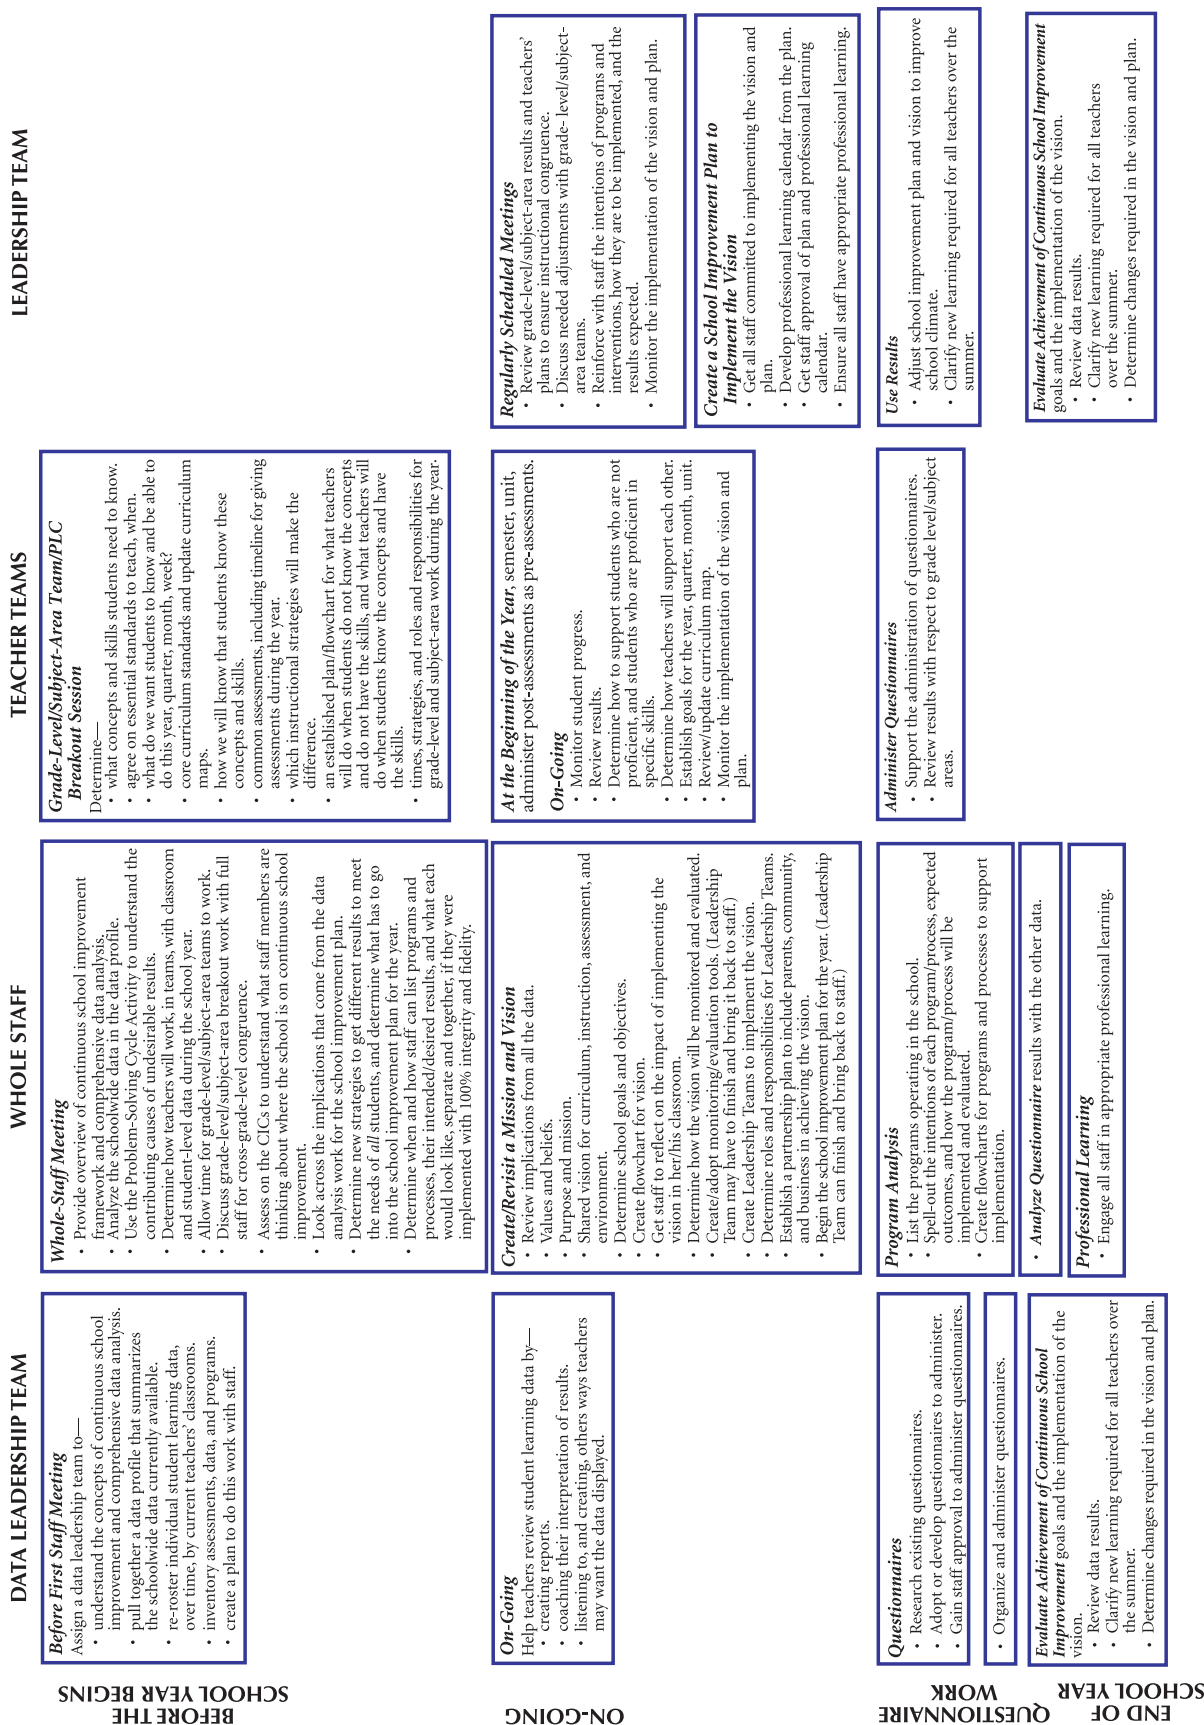 DATA LEADERSHIP TEAM
WHOLE STAFF
TEACHER TEAMS
LEADERSHIP TEAM
BEFORE THE
SCHOOL YEAR BEGINS
Before First Staff Meeting
Assign a data leadership team to—
• understand the concepts of continuous school
improvement and comprehensive data analysis.
• pull together a data profile that summarizes
the schoolwide data currently available.
• re-roster individual student learning data,
over time, by current teachers' classrooms.
• inventory assessments, data, and programs.
• create a plan to do this work with staff.
Whole-Staff Meeting
• Provide overview of continuous school improvement
framework and comprehensive data analysis.
• Analyze the schoolwide data in the data profile.
• Use the Problem-Solving Cycle Activity to understand the
contributing causes of undesirable results.
• Determine how teachers will work, in teams, with classroom
and student-level data during the school year.
• Allow time for grade-level/subject-area teams to work.
• Discuss grade-level/subject-area breakout work with full
staff for cross-grade-level congruence.
• Assess on the CICs to understand what staff members are
thinking about where the school is on continuous school
improvement.
• Look across the implications that come from the data
analysis work for the school improvement plan.
• Determine new strategies to get different results to meet
the needs of all students, and determine what has to go
into the school improvement plan for the year.
• Determine when and how staff can list programs and
processes, their intended/desired results, and what each
would look like, separate and together, if they were
implemented with 100% integrity and fidelity.
Grade-Level/Subject-Area Team/PLC
Breakout Session
Determine—
• what concepts and skills students need to know.
• agree on essential standards to teach, when.
• what do we want students to know and be able to
do this year, quarter, month, week?
• core curriculum standards and update curriculum
maps.
• how we will know that students know these
concepts and skills.
• common assessments, including timeline for giving
assessments during the year.
• which instructional strategies will make the
difference.
• an established plan/flowchart for what teachers
will do when students do not know the concepts
and do not have the skills, and what teachers will
do when students know the concepts and have
the skills.
• times, strategies, and roles and responsibilities for
grade-level and subject-area work during the year.
ON-GOING
On-Going
Help teachers review student learning data by—
• creating reports.
• coaching their interpretation of results.
• listening to, and creating, others ways teachers
may want the data displayed.
Create/Revisit a Mission and Vision
• Review implications from all the data.
• Values and beliefs.
• Purpose and mission.
• Shared vision for curriculum, instruction, assessment, and
environment.
• Determine school goals and objectives.
• Create flowchart for vision.
• Get staff to reflect on the impact of implementing the
vision in her/his classroom.
• Determine how the vision will be monitored and evaluated.
• Create/adopt monitoring/evaluation tools. (Leadership
Team may have to finish and bring it back to staff.)
• Create Leadership Teams to implement the vision.
• Determine roles and responsibilities for Leadership Teams.
• Establish a partnership plan to include parents, community,
and business in achieving the vision.
• Begin the school improvement plan for the year. (Leadership
Team can finish and bring back to staff.)
At the Beginning of the Year, semester, unit,
administer post-assessments as pre-assessments.
On-Going
• Monitor student progress.
• Review results.
• Determine how to support students who are not
proficient, and students who are proficient in
specific skills.
• Determine how teachers will support each other.
• Establish goals for the year, quarter, month, unit.
• Review/update curriculum map.
• Monitor the implementation of the vision and
plan.
Regularly Scheduled Meetings
• Review grade-level/subject-area results and teachers'
plans to ensure instructional congruence.
• Discuss needed adjustments with grade- level/subject-
area teams.
• Reinforce with staff the intentions of programs and
interventions, how they are to be implemented, and the
results expected.
• Monitor the implementation of the vision and plan.
Create a School Improvement Plan to
Implement the Vision
• Get all staff committed to implementing the vision and
plan.
• Develop professional learning calendar from the plan.
• Get staff approval of plan and professional learning
calendar.
• Ensure all staff have appropriate professional learning.
QUESTIONNAIRE
WORK
Questionnaires
• Research existing questionnaires.
• Adopt or develop questionnaires to administer.
• Gain staff approval to administer questionnaires.
• Organize and administer questionnaires.
Program Analysis
• List the programs operating in the school.
• Spell-out the intentions of each program/process, expected
outcomes, and how the program/process will be
implemented and evaluated.
• Create flowcharts for programs and processes to support
implementation.
• Analyze Questionnaire results with the other data.
Administer Questionnaires
• Support the administration of questionnaires.
• Review results with respect to grade level/subject
areas.
Use Results
• Adjust school improvement plan and vision to improve
school climate.
• Clarify new learning required for all teachers over the
summer.
END OF
SCHOOL YEAR
Evaluate Achievement of Continuous School
Improvement goals and the implementation of the
vision.
• Review data results.
• Clarify new learning required for all teachers over
the summer.
• Determine changes required in the vision and plan.
Professional Learning
• Engage all staff in appropriate professional learning.
Evaluate Achievement of Continuous School Improvement
goals and the implementation of the vision.
• Review data results.
• Clarify new learning required for all teachers
over the summer.
• Determine changes required in the vision and plan.